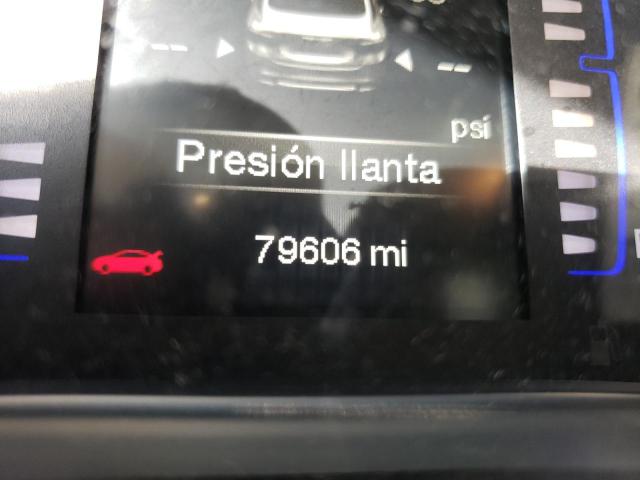 -- --
psi
Presión llanta
79606 mi